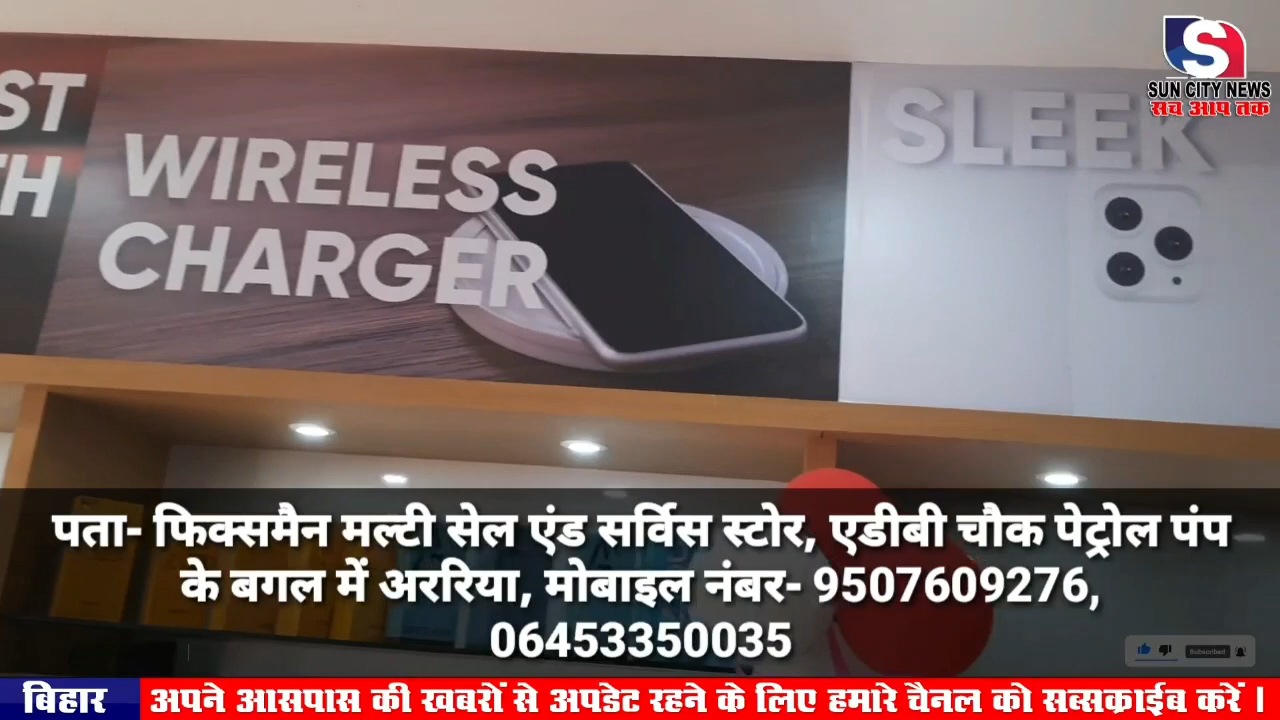 ST
TH
WIRELESS
CHARGER
SLEEK
S
SUN CITY NEWS
सच आप तक
पता- फिक्समैन मल्टी सेल एंड सर्विस स्टोर, एडीबी चौक पेट्रोल पंप
के बगल में अररिया, मोबाइल नंबर- 9507609276,
06453350035
Subscribed
बिहार
अपने आसपास की खबरों से अपडेट रहने के लिए हमारे चैनल को सब्सक्राईब करें |